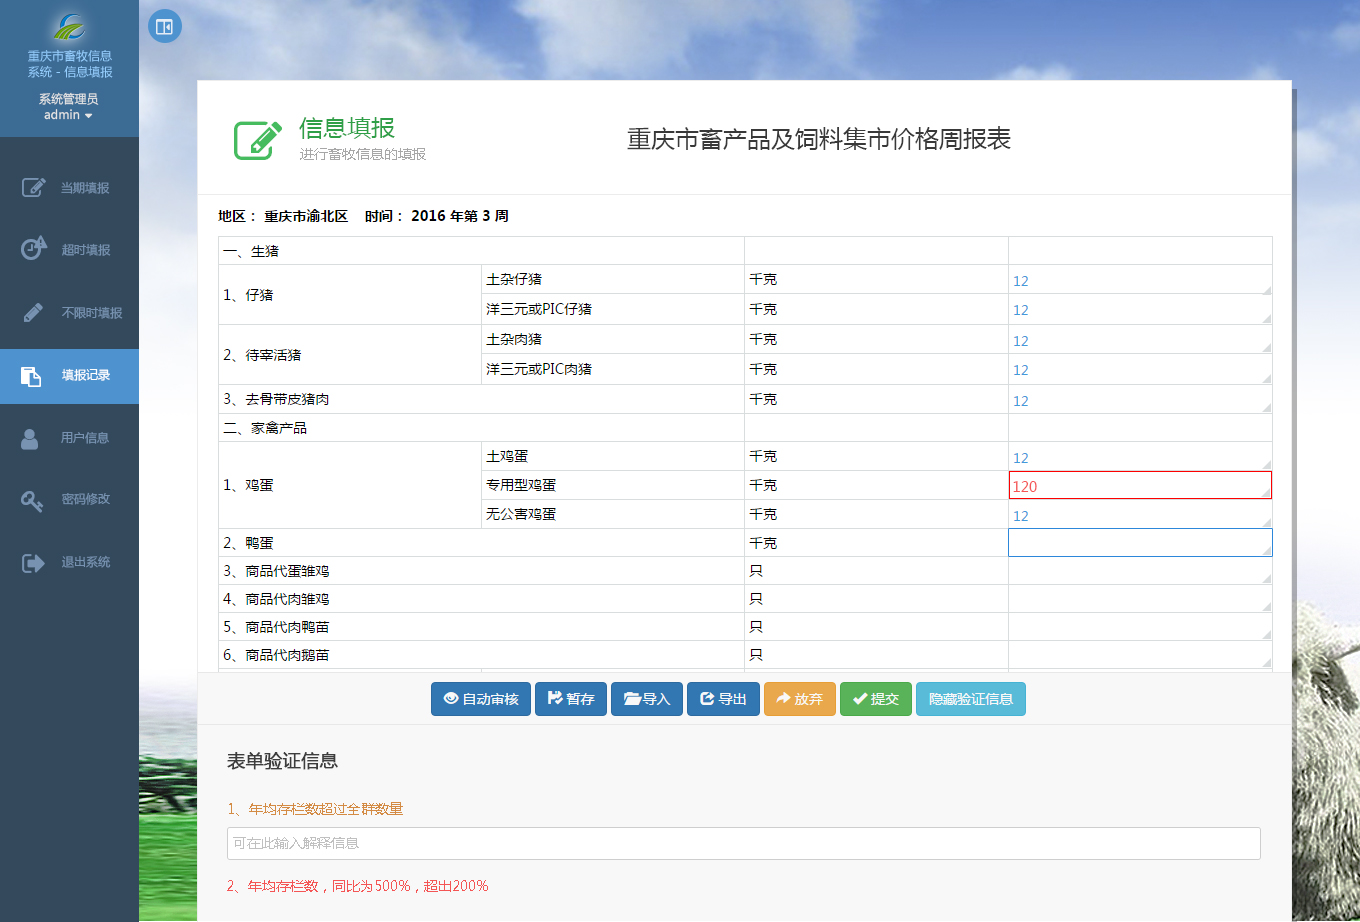 重庆市畜牧信息
系统 - 信息填报
系统管理员
admin
当期填报
超时填报
不限时填报
填报记录
用户信息
密码修改
退出系统
信息填报
进行畜牧信息的填报
重庆市畜产品及饲料集市价格周报表
地区： 重庆市渝北区 时间： 2016 年第 3 周
一、生猪
1、仔猪 土杂仔猪 千克 12
洋三元或PIC仔猪 千克 12
2、待宰活猪 土杂肉猪 千克 12
洋三元或PIC肉猪 千克 12
3、去骨带皮猪肉 千克 12
二、家禽产品
1、鸡蛋 土鸡蛋 千克 12
专用型鸡蛋 千克 120
无公害鸡蛋 千克 12
2、鸭蛋 千克
3、商品代蛋雏鸡 只
4、商品代肉雏鸡 只
5、商品代肉鸭苗 只
6、商品代肉鹅苗 只
自动审核 暂存 导入 导出 放弃 提交 隐藏验证信息
表单验证信息
1、年均存栏数超过全群数量
可在此输入解释信息
2、年均存栏数，同比为500%，超出200%